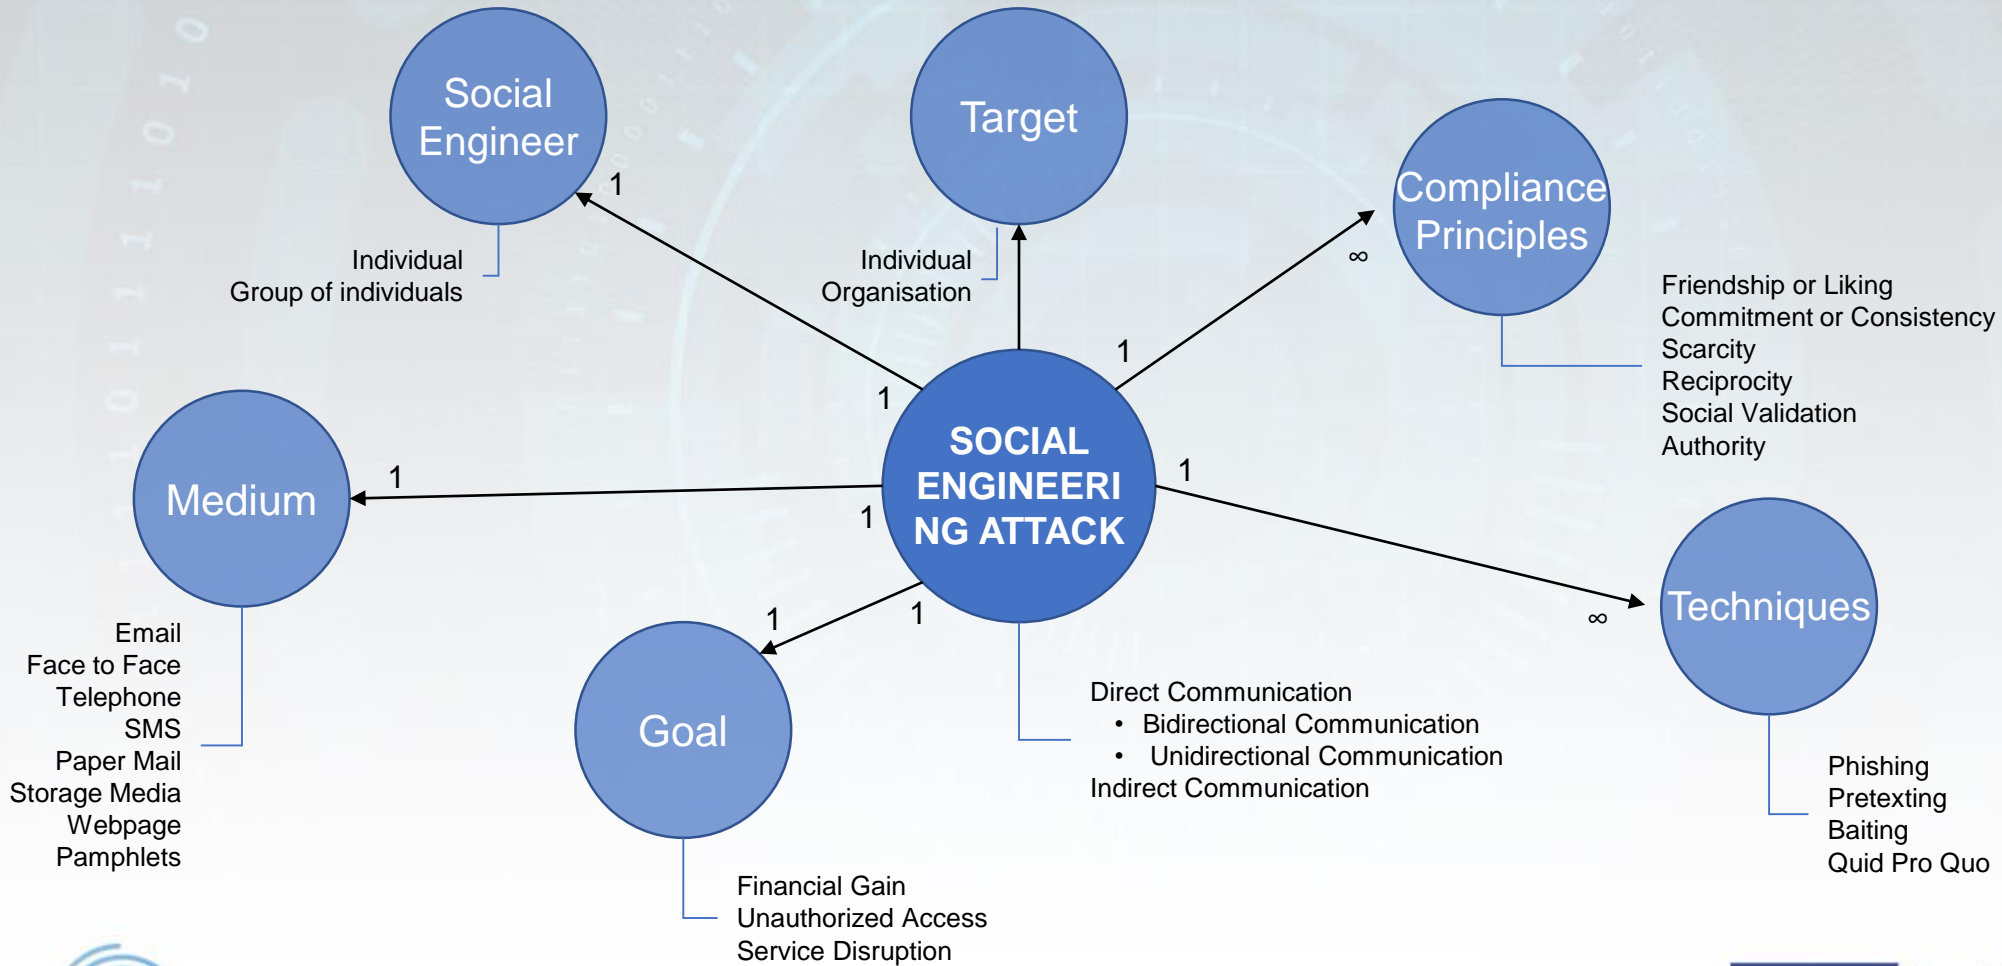 Social
Engineer
Target
Compliance
Principles
1
Individual
Group of individuals
Individual
Organisation
∞
Friendship or Liking
Commitment or Consistency
Scarcity
Reciprocity
Social Validation
Authority
1
1
SOCIAL
ENGINEERI
NG ATTACK
Medium
1
1
1
Techniques
∞
Email
Face to Face
Telephone
SMS
Paper Mail
Storage Media
Webpage
Pamphlets
1
1
Goal
Direct Communication
• Bidirectional Communication
• Unidirectional Communication
Indirect Communication
Phishing
Pretexting
Baiting
Quid Pro Quo
Financial Gain
Unauthorized Access
Service Disruption